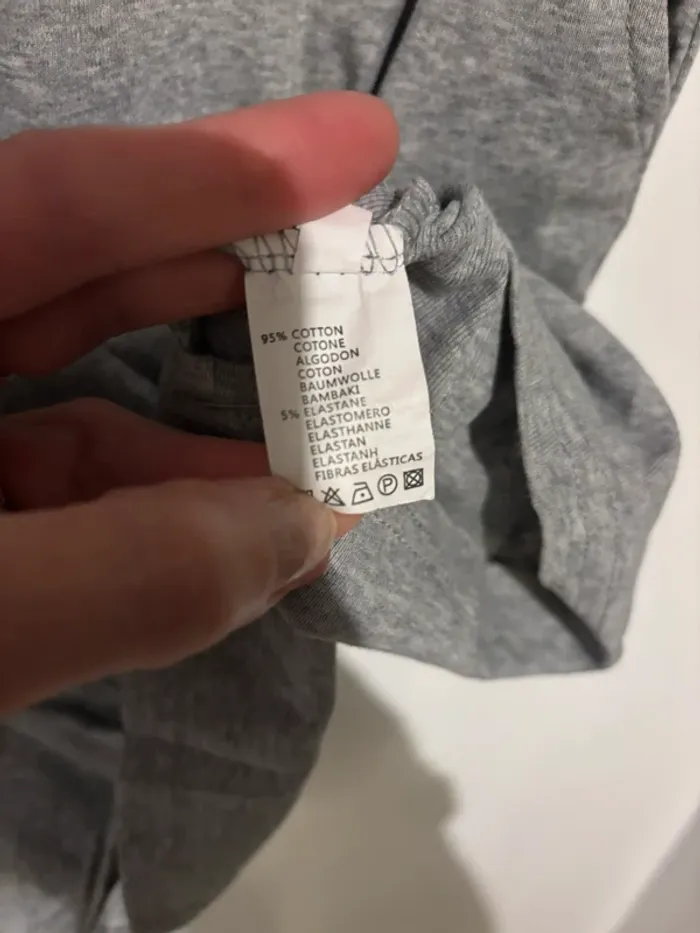 95% COTTON
COTONE
ALGODON
COTON
BAUMWOLLE
BAMBAKI
5% ELASTANE
ELASTOMERO
ELASTHANNE
ELASTAN
ELASTANH
FIBRAS ELÁSTICAS
P